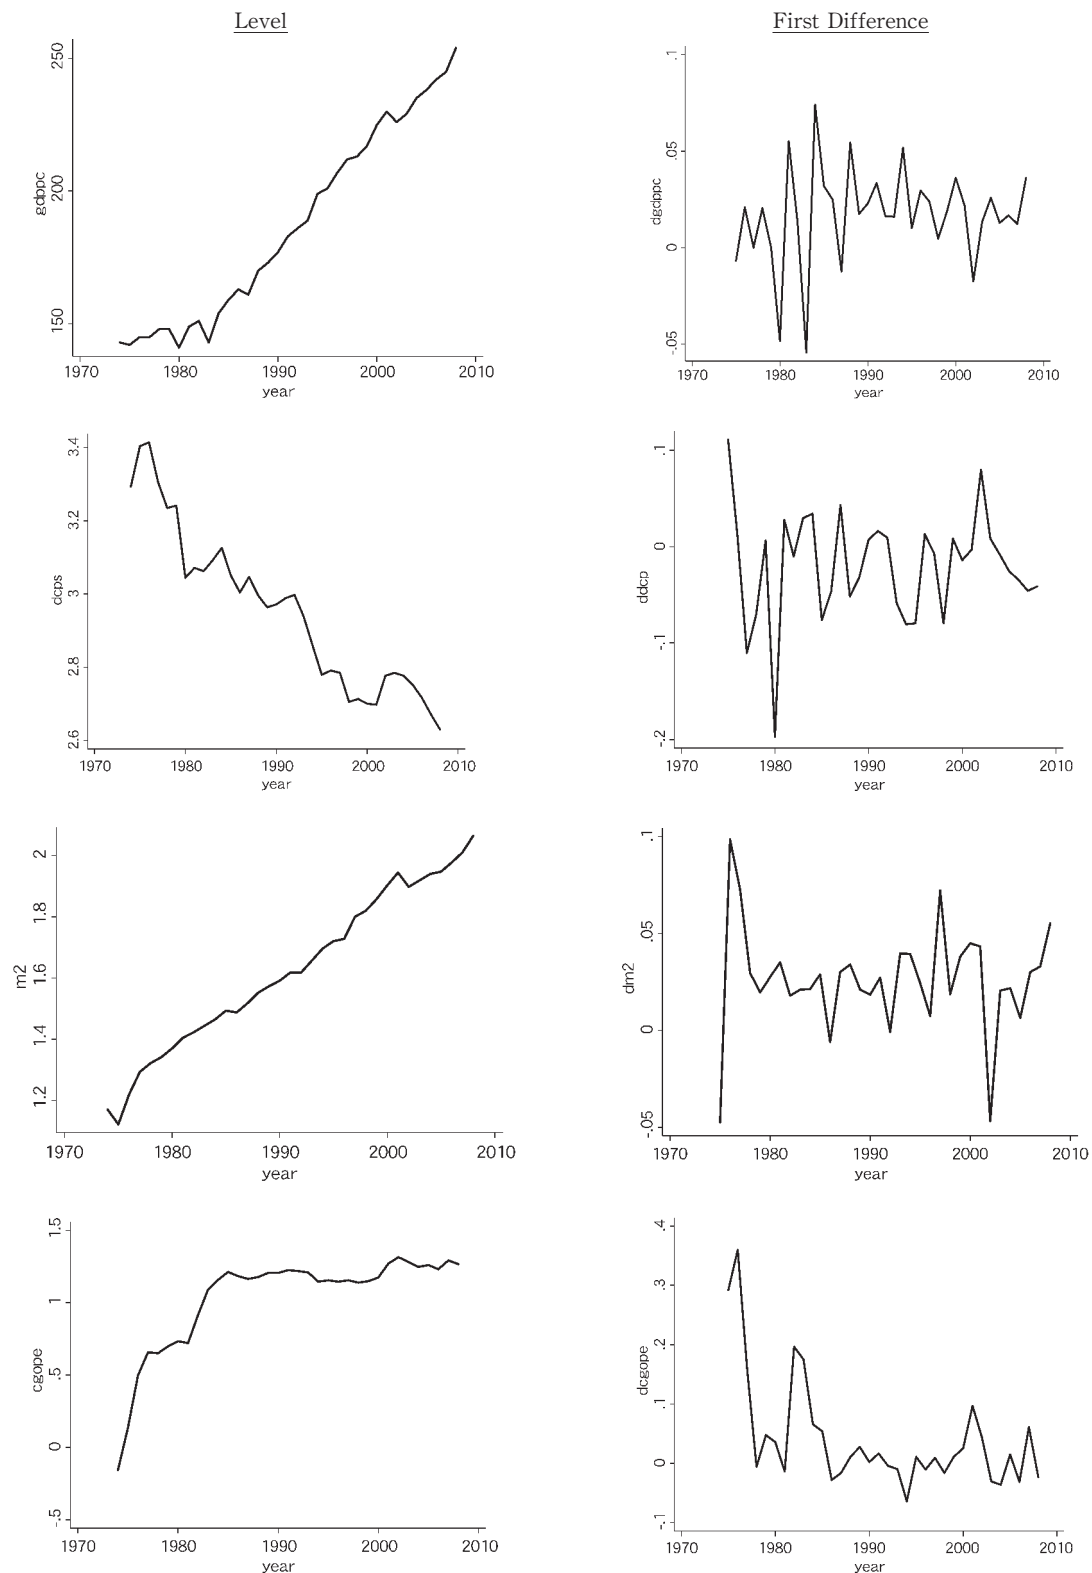 Level
First Difference
gdppc
250
200
150
1970 1980 1990 2000 2010
year
dgdppc
.1
.05
0
-.05
1970 1980 1990 2000 2010
year
dcps
3.4
3.2
3
2.8
2.6
1970 1980 1990 2000 2010
year
ddcp
.1
0
-.1
-.2
1970 1980 1990 2000 2010
year
m2
2
1.8
1.6
1.4
1.2
1970 1980 1990 2000 2010
year
dm2
.1
.05
0
-.05
1970 1980 1990 2000 2010
year
cgope
1.5
1
.5
0
-.5
1970 1980 1990 2000 2010
year
dcgope
.4
.3
.2
.1
0
-.1
1970 1980 1990 2000 2010
year